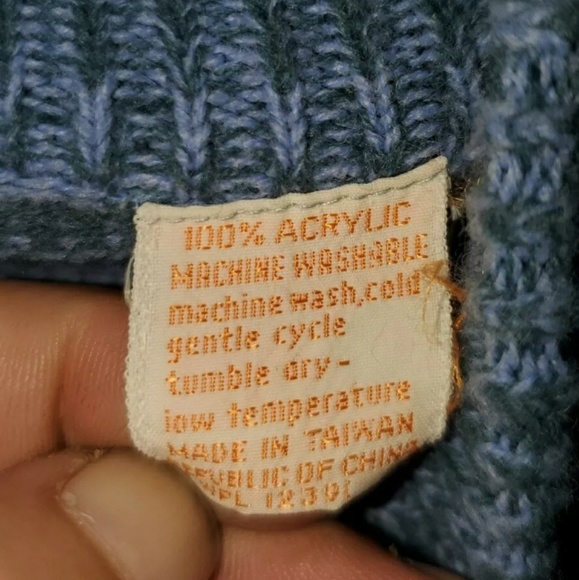 100% ACRYLIC
MACHINE WASHABLE
machine wash,cold
gentle cycle
tumble dry-
low temperature
MADE IN TAIWAN
REPUBLIC OF CHINA